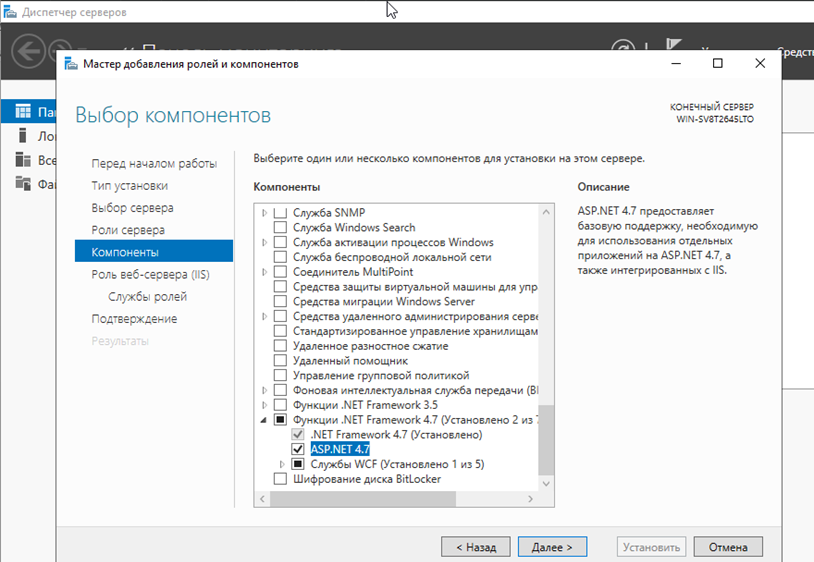 Диспетчер серверов
Средст
Мастер добавления ролей и компонентов
Выбор компонентов
КОНЕЧНЫЙ СЕРВЕР
WIN-SV8T2645LTO
Пан
Ло
Все
Фай
Перед началом работы
Тип установки
Выбор сервера
Роли сервера
Компоненты
Роль веб-сервера (IIS)
Службы ролей
Подтверждение
Результаты
Выберите один или несколько компонентов для установки на этом сервере.
Компоненты
Служба SNMP
Служба Windows Search
Служба активации процессов Windows
Служба беспроводной локальной сети
Соединитель MultiPoint
Средства защиты виртуальной машины для упр
Средства миграции Windows Server
Средства удаленного администрирования серве
Стандартизированное управление хранилищам
Удаленное разностное сжатие
Удаленный помощник
Управление групповой политикой
Фоновая интеллектуальная служба передачи (BI
Функции .NET Framework 3.5
Функции .NET Framework 4.7 (Установлено 2 из 7
.NET Framework 4.7 (Установлено)
ASP.NET 4.7
Службы WCF (Установлено 1 из 5)
Шифрование диска BitLocker
Описание
ASP.NET 4.7 предоставляет
базовую поддержку, необходимую
для использования отдельных
приложений на ASP.NET 4.7, а
также интегрированных с IIS.
< Назад
Далее >
Установить
Отмена